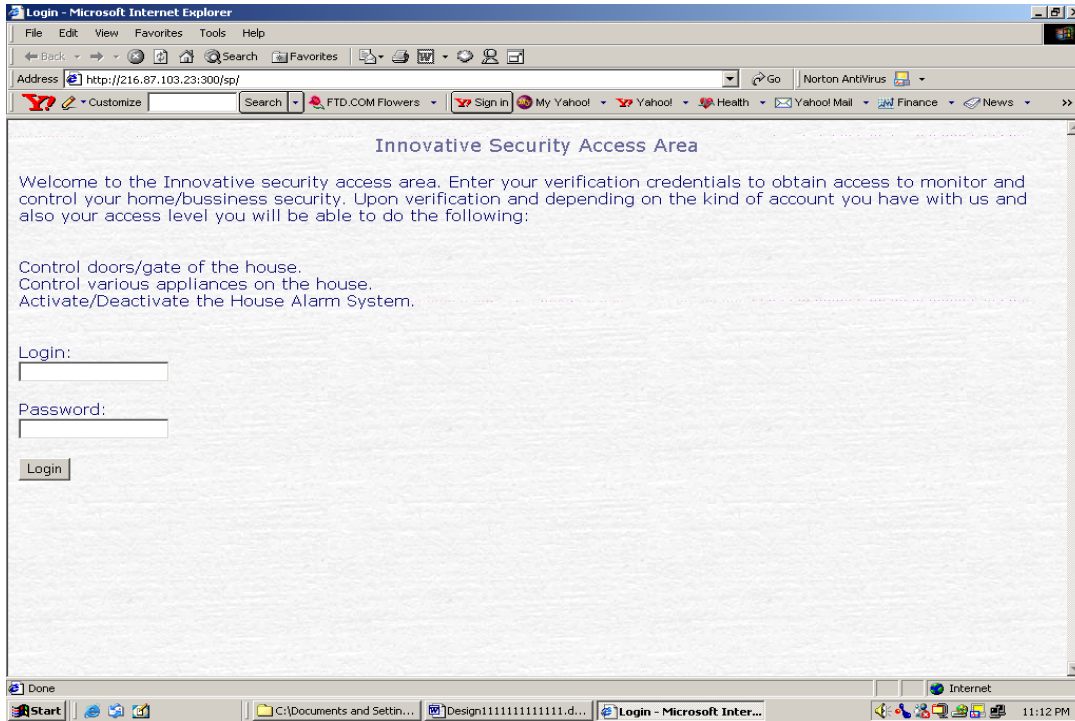 Login - Microsoft Internet Explorer
File Edit View Favorites Tools Help
Back Search Favorites
Address http://216.87.103.23:300/sp/ Go Norton AntiVirus
Y? Customize Search FTD.COM Flowers Y? Sign in My Yahoo! Y? Yahoo! Health Yahoo! Mail Finance News »
Innovative Security Access Area
Welcome to the Innovative security access area. Enter your verification credentials to obtain access to monitor and
control your home/bussiness security. Upon verification and depending on the kind of account you have with us and
also your access level you will be able to do the following:
Control doors/gate of the house.
Control various appliances on the house.
Activate/Deactivate the House Alarm System.
Login:
Password:
Login
Done Internet
Start C:\Documents and Settin... Design1111111111111.d... Login - Microsoft Inter... 11:12 PM